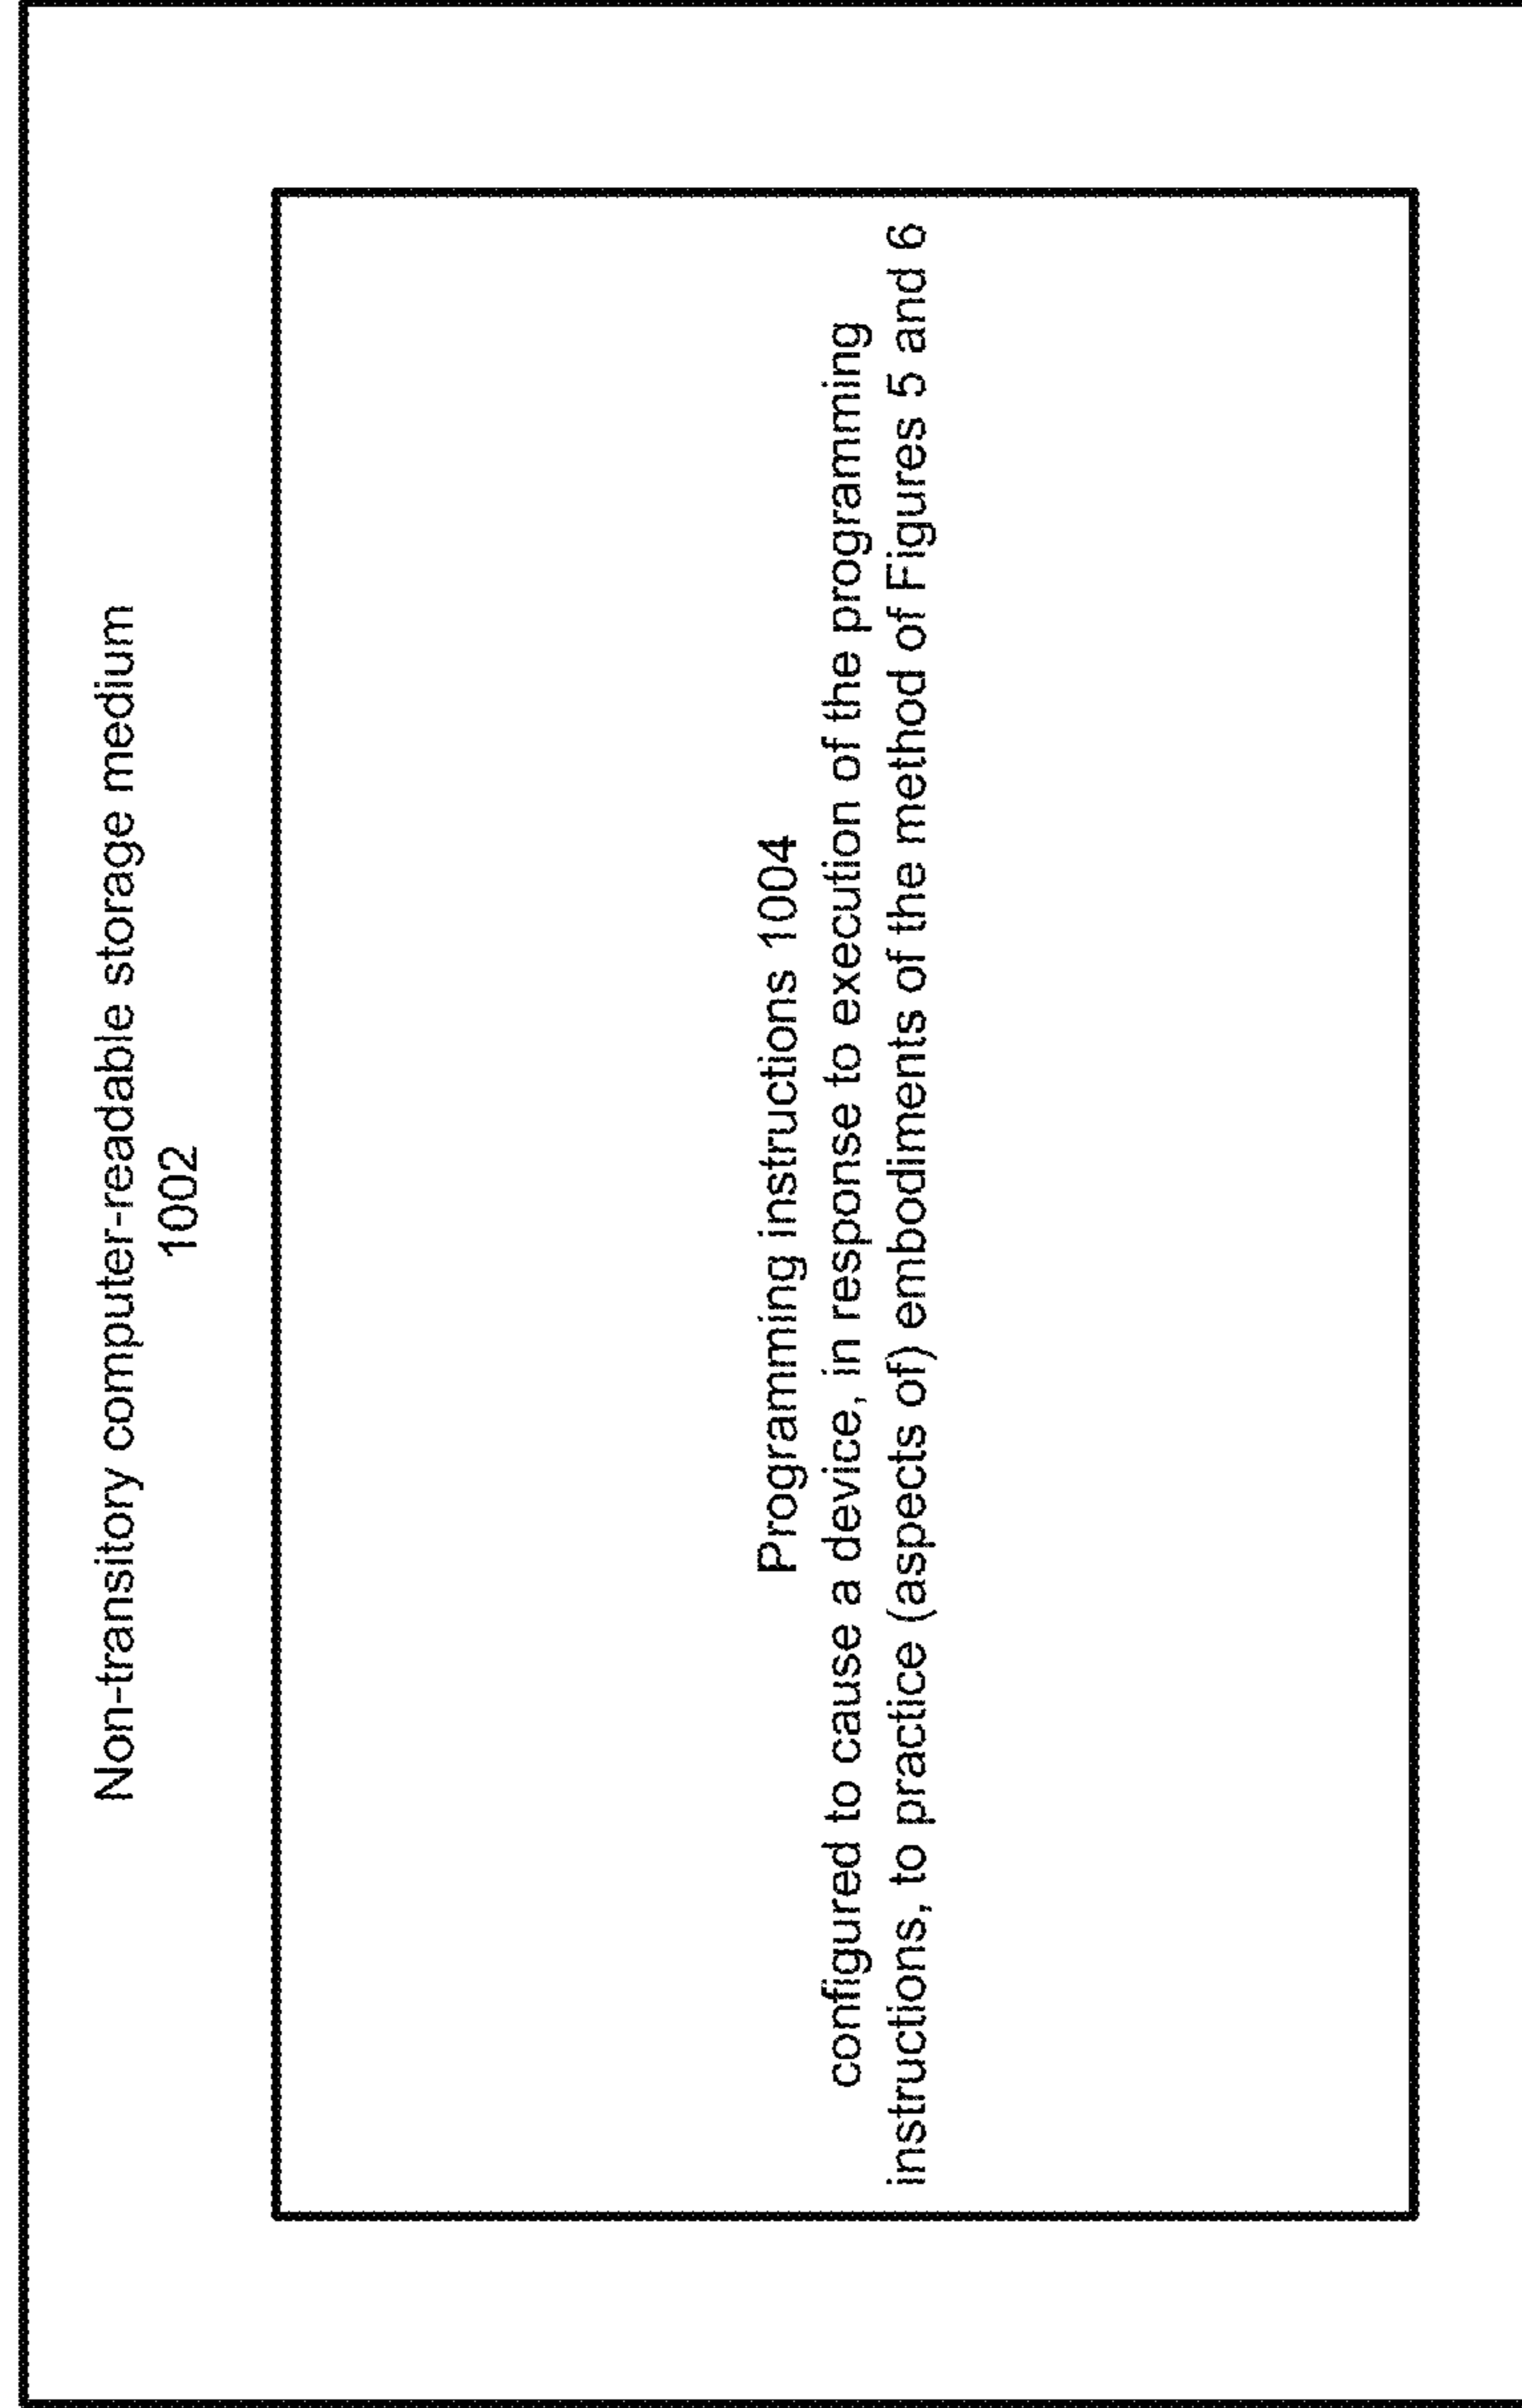 Non-transitory computer-readable storage medium
1002
Programming instructions 1004
configured to cause a device, in response to execution of the programming
instructions, to practice (aspects of) embodiments of the method of Figures 5 and 6